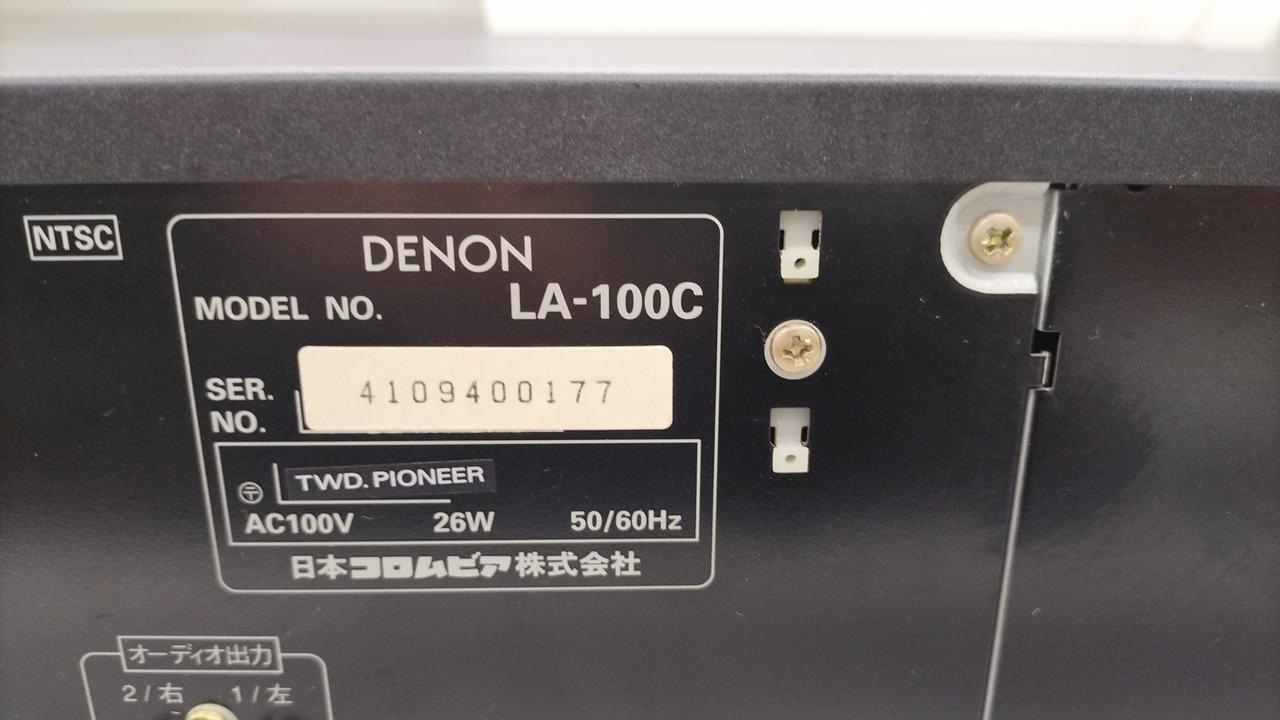 NTSC
DENON
MODEL NO. LA-100C
SER. NO. 4109400177
〒 TWD. PIONEER
AC100V 26W 50/60Hz
日本コロムビア株式会社
オーディオ出力
2/右 1/左